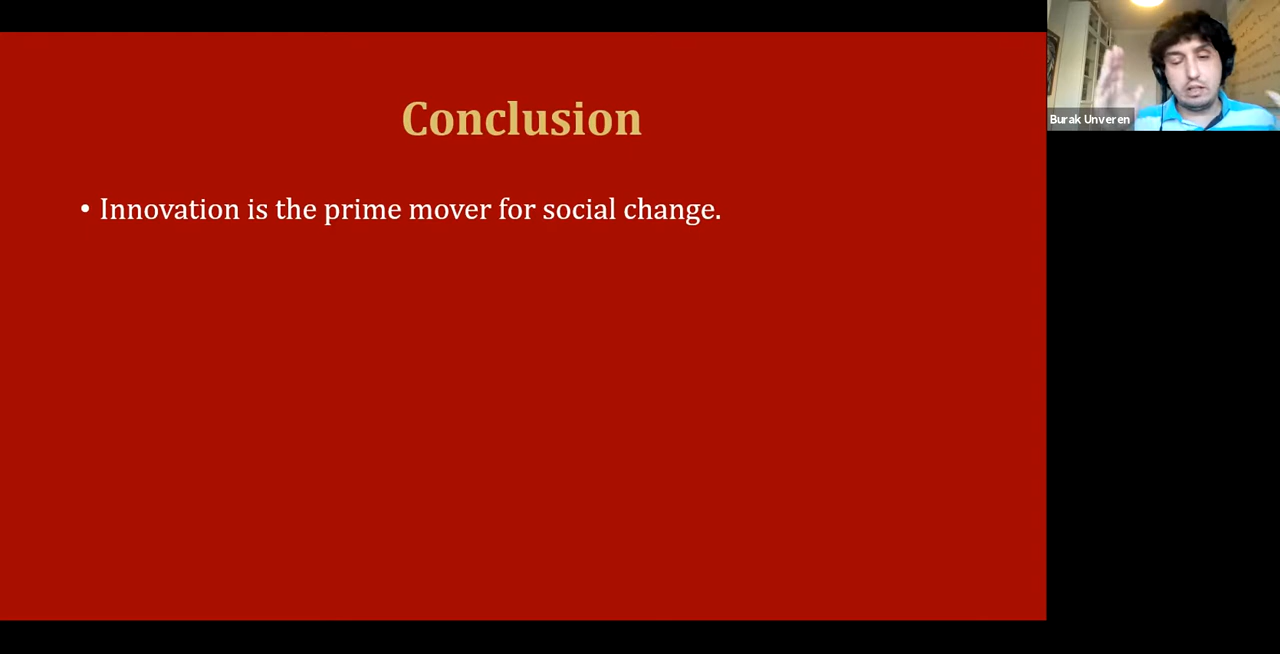 Conclusion
• Innovation is the prime mover for social change.
Burak Unveren